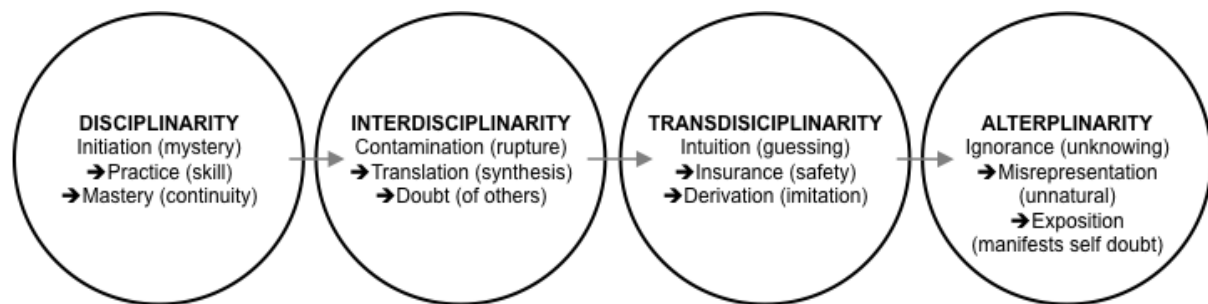 DISCIPLINARITY
Initiation (mystery)
➔Practice (skill)
➔Mastery (continuity)
INTERDISCIPLINARITY
Contamination (rupture)
➔Translation (synthesis)
➔Doubt (of others)
TRANSDISICIPLINARITY
Intuition (guessing)
➔Insurance (safety)
➔Derivation (imitation)
ALTERPLINARITY
Ignorance (unknowing)
➔Misrepresentation
(unnatural)
➔Exposition
(manifests self doubt)